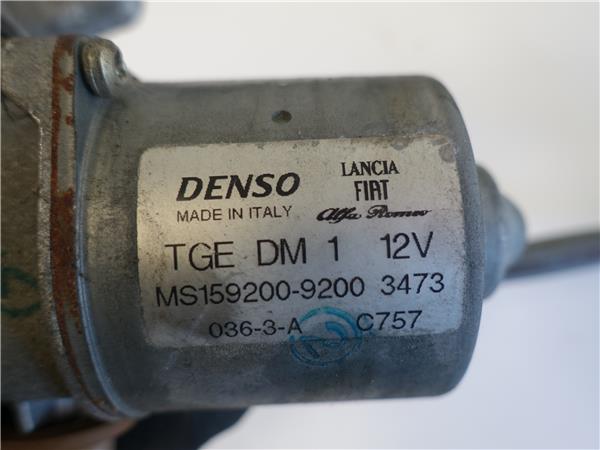 DENSO
MADE IN ITALY
LANCIA
FIAT
Alfa Romeo
TGE DM 1 12V
MS159200-9200 3473
036-3-A C757